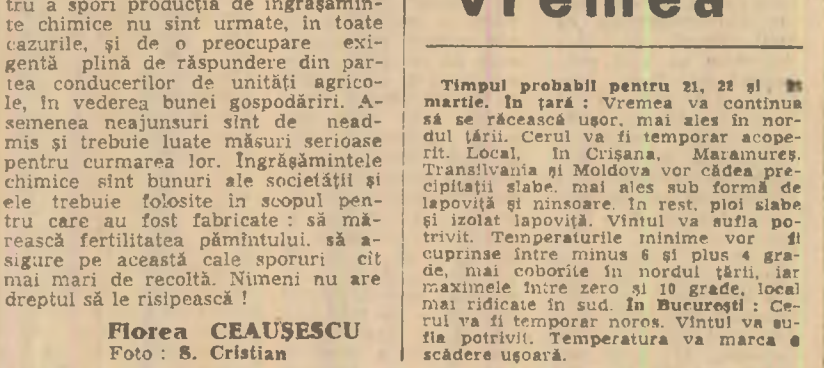 tru a spori producția de îngrășămin-
te chimice nu sînt urmate, în toate
cazurile, și de o preocupare exi-
gentă plină de răspundere din par-
tea conducerilor de unități agrico-
le, în vederea bunei gospodăriri. A-
semenea neajunsuri sînt de nead-
mis și trebuie luate măsuri serioase
pentru curmarea lor. Îngrășămintele
chimice sînt bunuri ale societății și
ele trebuie folosite în scopul pen-
tru care au fost fabricate : să mă-
rească fertilitatea pămîntului, să a-
sigure pe această cale sporuri cît
mai mari de recoltă. Nimeni nu are
dreptul să le risipească !
Florea CEAUȘESCU
Foto : S. Cristian
Vremea
Timpul probabil pentru 21, 22 și
martie. În țară : Vremea va continua
să se răcească ușor, mai ales în nor-
dul țării. Cerul va fi temporar acope-
rit. Local, în Crișana, Maramureș,
Transilvania și Moldova vor cădea pre-
cipitații slabe, mai ales sub formă de
lapoviță și ninsoare. În rest, ploi slabe
și izolat lapoviță. Vîntul va sufla po-
trivit. Temperaturile minime vor fi
cuprinse între minus 6 și plus 4 gra-
de, mai coborîte în nordul țării, iar
maximele între zero și 10 grade, local
mai ridicate în sud. În București : Ce-
rul va fi temporar noros. Vîntul va su-
fla potrivit. Temperatura va marca o
scădere ușoară.